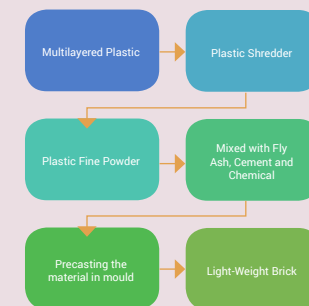 Multilayered Plastic
Plastic Shredder
Plastic Fine Powder
Mixed with Fly
Ash, Cement and
Chemical
Precasting the
material in mould
Light-Weight Brick